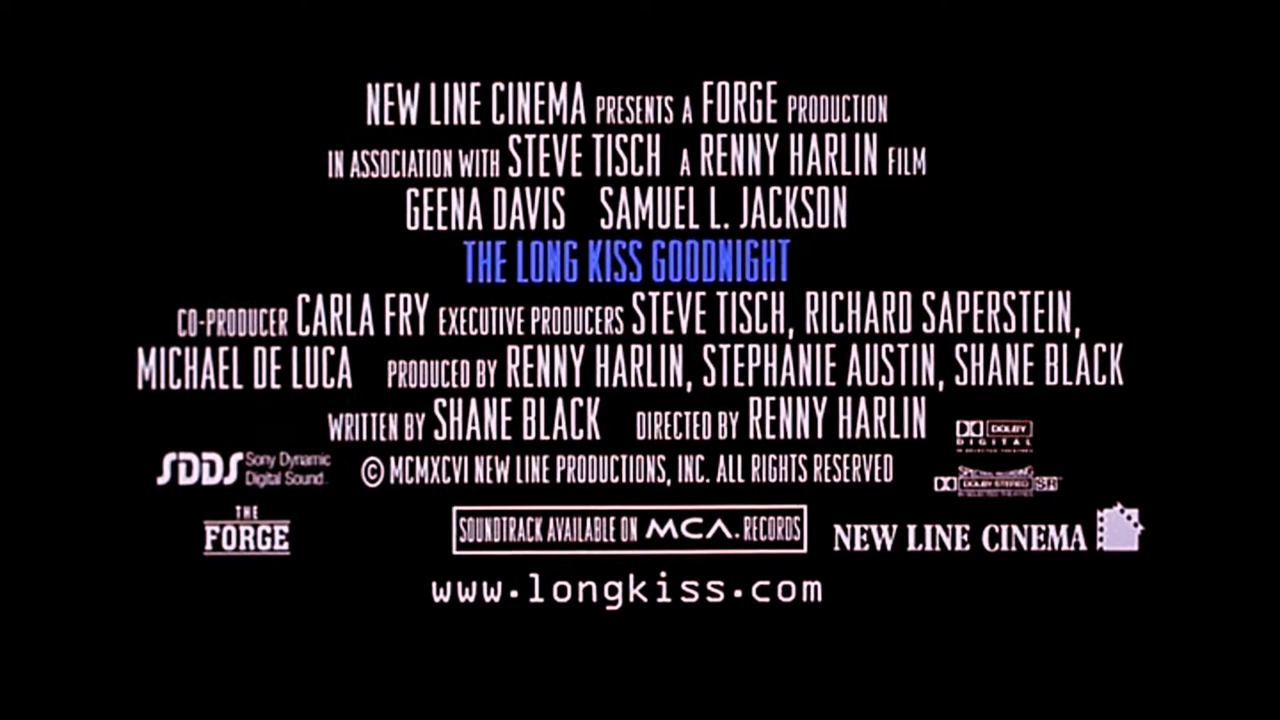 NEW LINE CINEMA PRESENTS A FORGE PRODUCTION
IN ASSOCIATION WITH STEVE TISCH A RENNY HARLIN FILM
GEENA DAVIS SAMUEL L. JACKSON
THE LONG KISS GOODNIGHT
CO-PRODUCER CARLA FRY EXECUTIVE PRODUCERS STEVE TISCH, RICHARD SAPERSTEIN,
MICHAEL DE LUCA PRODUCED BY RENNY HARLIN, STEPHANIE AUSTIN, SHANE BLACK
WRITTEN BY SHANE BLACK DIRECTED BY RENNY HARLIN
DOLBY
DIGITAL
SDDS Sony Dynamic
Digital Sound
© MCMXCVI NEW LINE PRODUCTIONS, INC. ALL RIGHTS RESERVED
DOLBY STEREO SR
THE
FORGE
SOUNDTRACK AVAILABLE ON MCA. RECORDS
NEW LINE CINEMA
www.longkiss.com